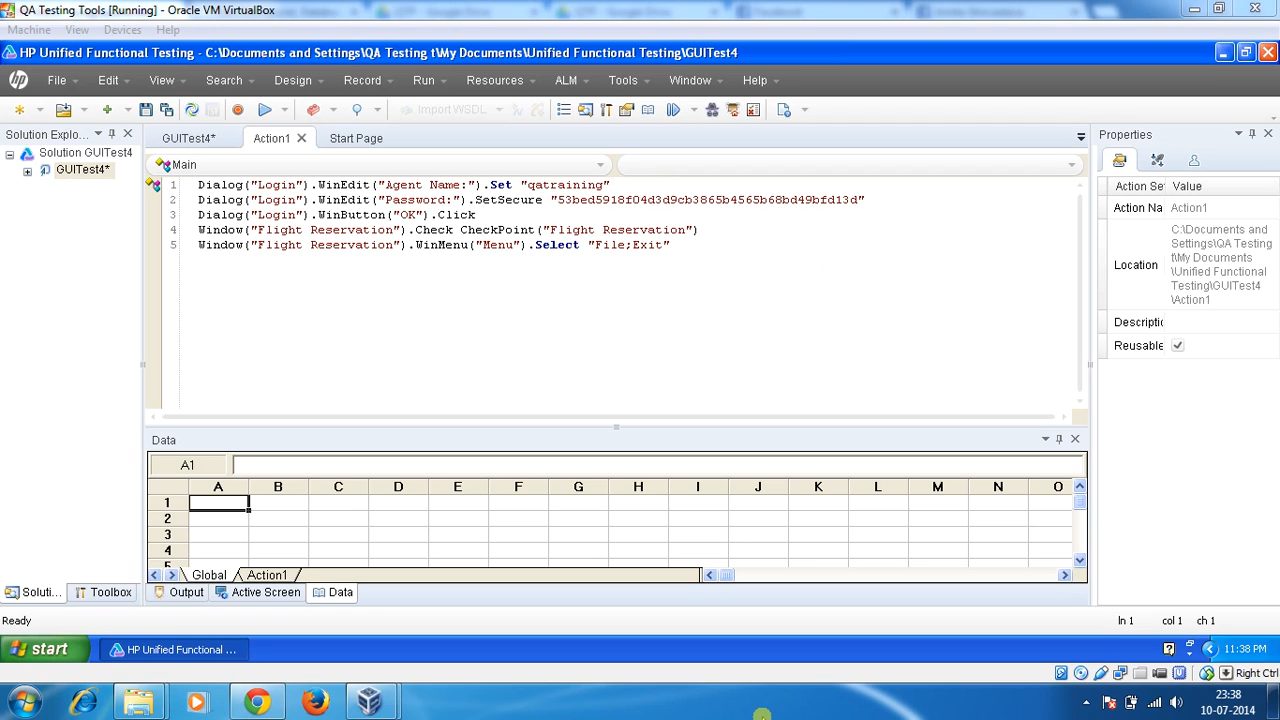 QA Testing Tools [Running] - Oracle VM VirtualBox
Machine View Devices Help
HP Unified Functional Testing - C:\Documents and Settings\QA Testing t\My Documents\Unified Functional Testing\GUITest4
File Edit View Search Design Record Run Resources ALM Tools Window Help
Import WSDL
Solution Explo...
Solution GUITest4
GUITest4*
GUITest4* Action1 Start Page
Main
1 Dialog("Login").WinEdit("Agent Name:").Set "qatraining"
2 Dialog("Login").WinEdit("Password:").SetSecure "53bed5918f04d3d9cb3865b4565b68bd49bfd13d"
3 Dialog("Login").WinButton("OK").Click
4 Window("Flight Reservation").Check CheckPoint("Flight Reservation")
5 Window("Flight Reservation").WinMenu("Menu").Select "File;Exit"
Properties
Action Se Value
Action Na Action1
Location C:\Documents and
Settings\QA Testing
t\My Documents
\Unified Functional
Testing\GUITest4
\Action1
Descriptic
Reusable
Data
A1
A B C D E F G H I J K L M N O
1
2
3
4
5
Global Action1
Soluti... Toolbox Output Active Screen Data
Ready ln 1 col 1 ch 1
start HP Unified Functional ... 11:38 PM
Right Ctrl
23:38
10-07-2014